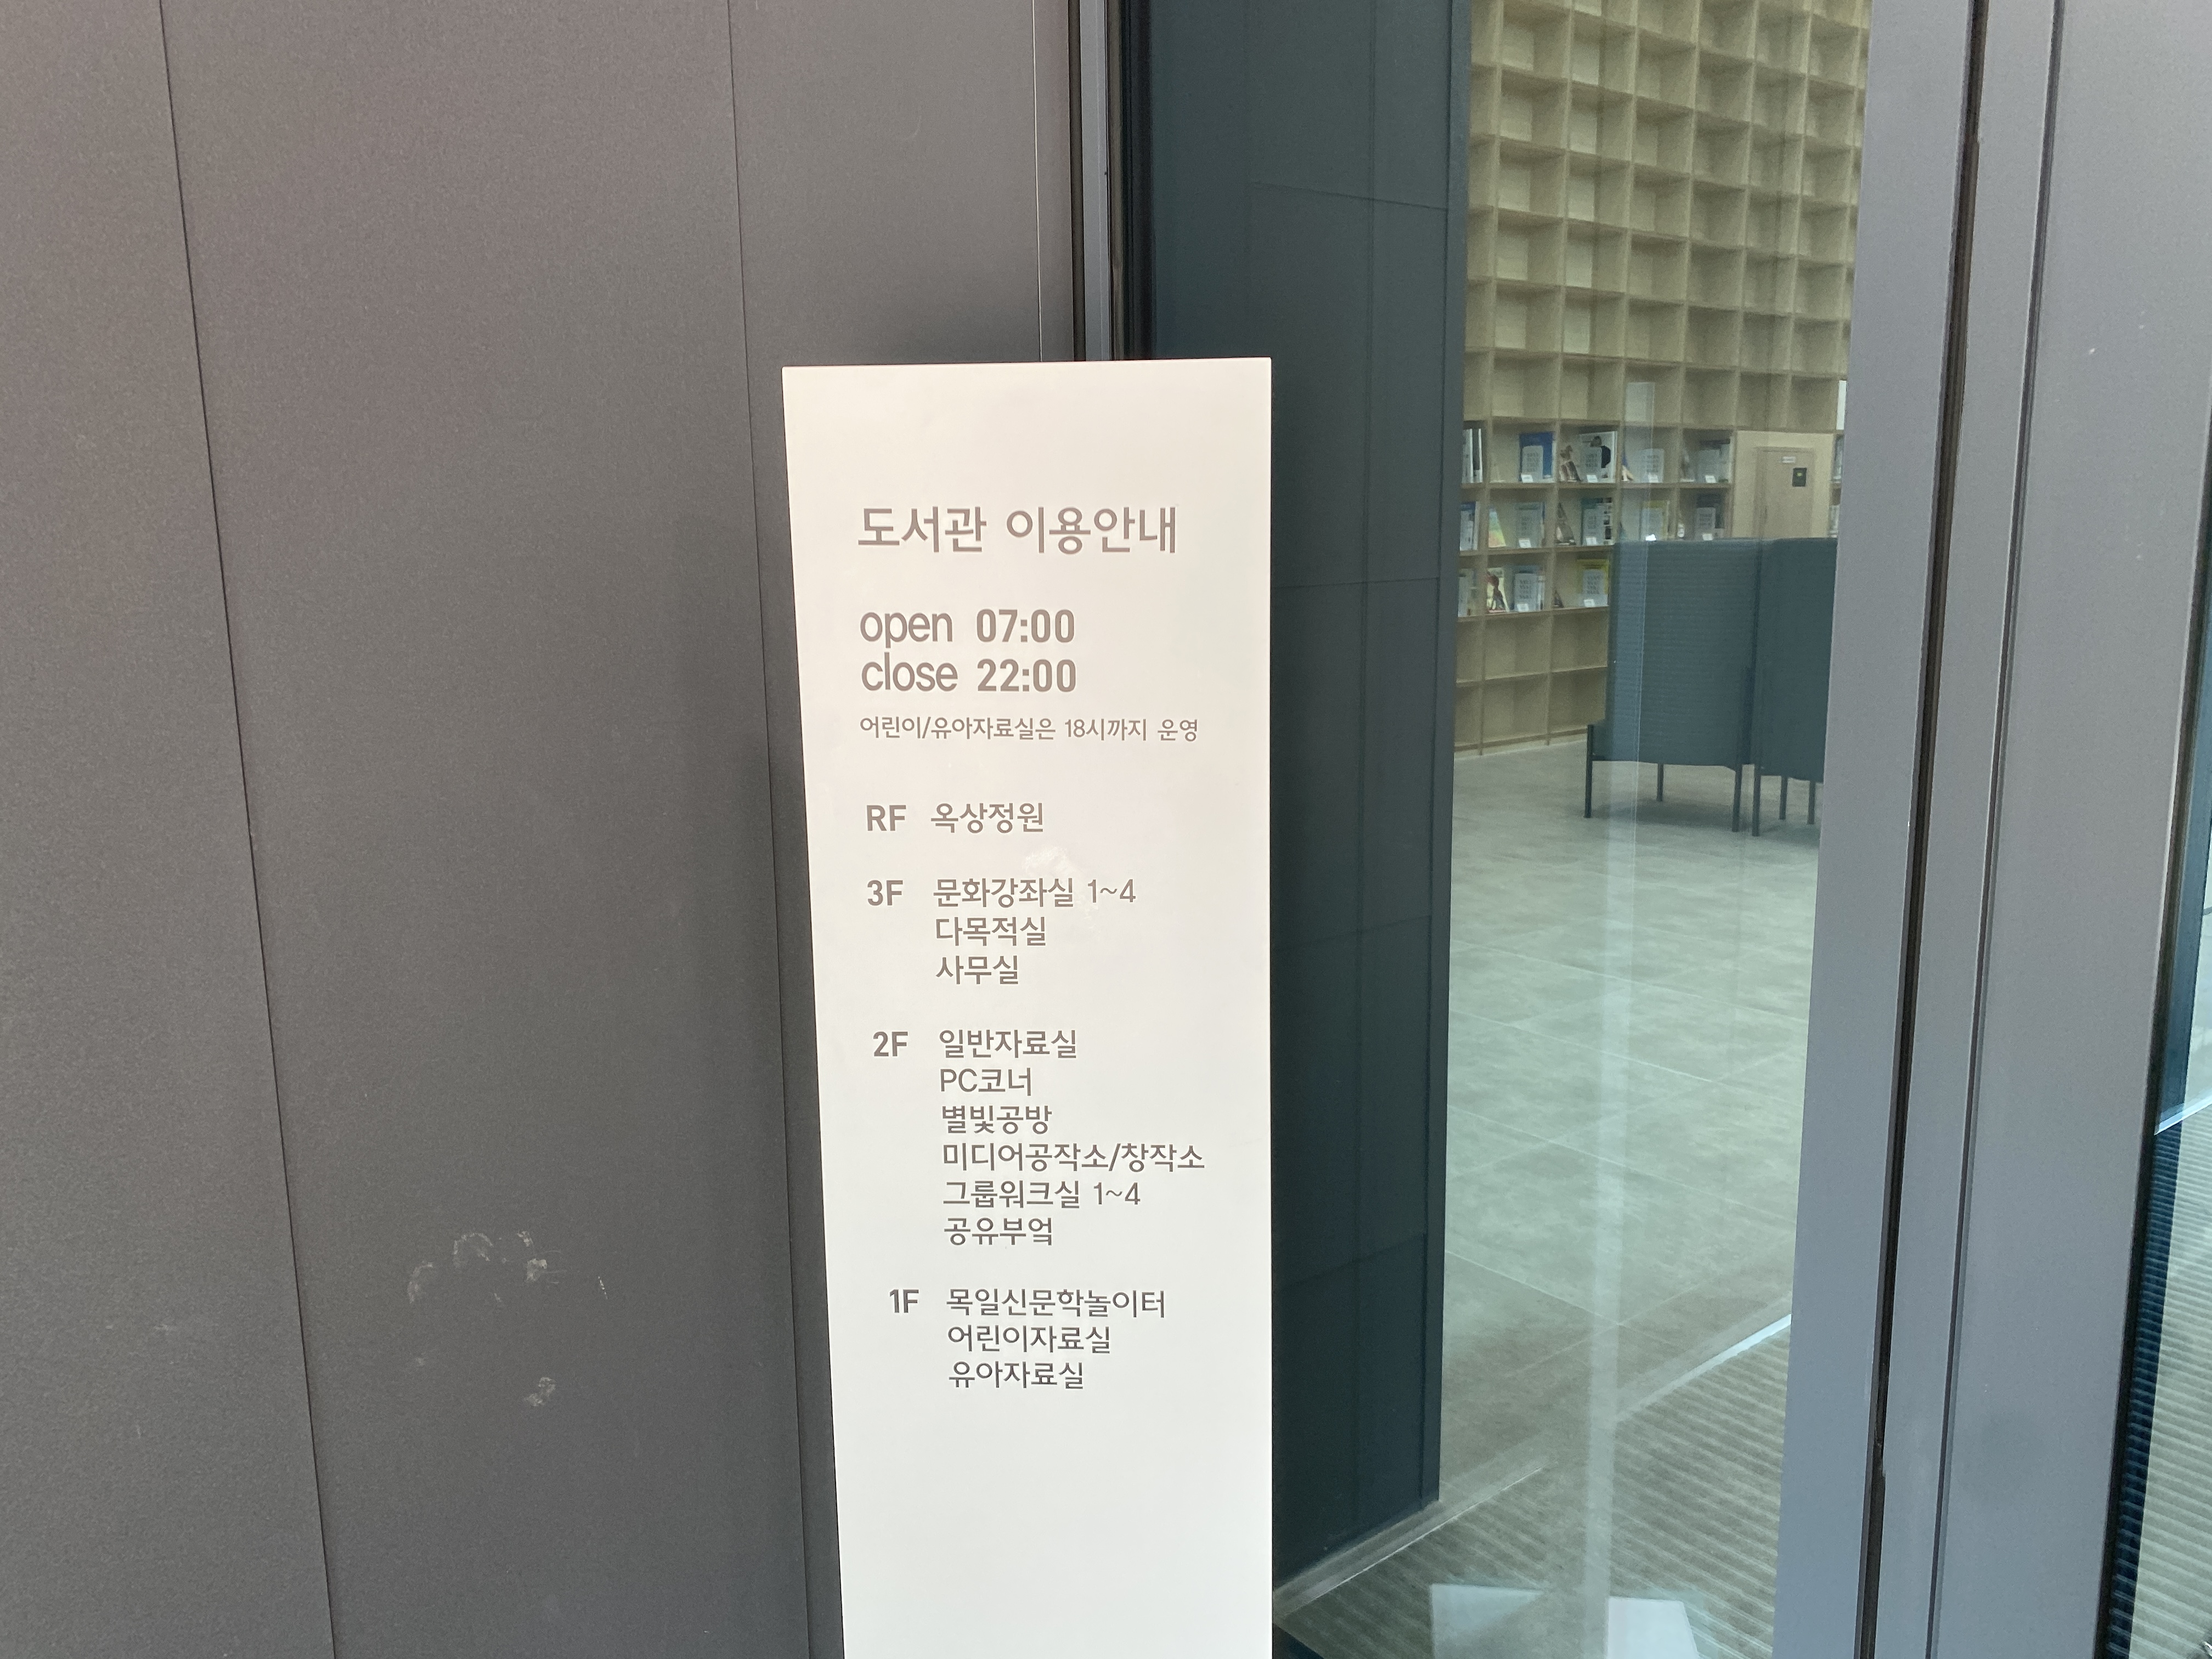 도서관 이용안내
open 07:00
close 22:00
어린이/유아자료실은 18시까지 운영
RF 옥상정원
3F 문화강좌실 1~4
다목적실
사무실
2F 일반자료실
PC코너
별빛공방
미디어공작소/창작소
그룹워크실 1~4
공유부엌
1F 목일신문학놀이터
어린이자료실
유아자료실